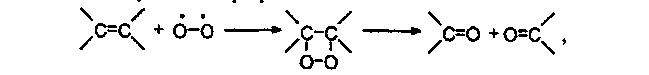 C=C + O–O → C–C → C=O + O=C ,
O–O